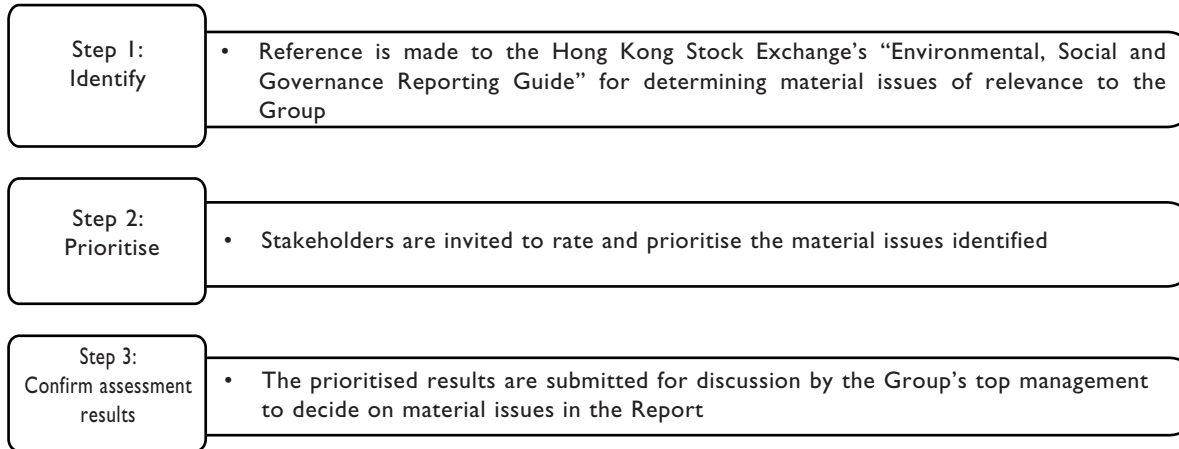 Step 1:
Identify
• Reference is made to the Hong Kong Stock Exchange's “Environmental, Social and
Governance Reporting Guide” for determining material issues of relevance to the
Group
Step 2:
Prioritise
• Stakeholders are invited to rate and prioritise the material issues identified
Step 3:
Confirm assessment
results
• The prioritised results are submitted for discussion by the Group's top management
to decide on material issues in the Report